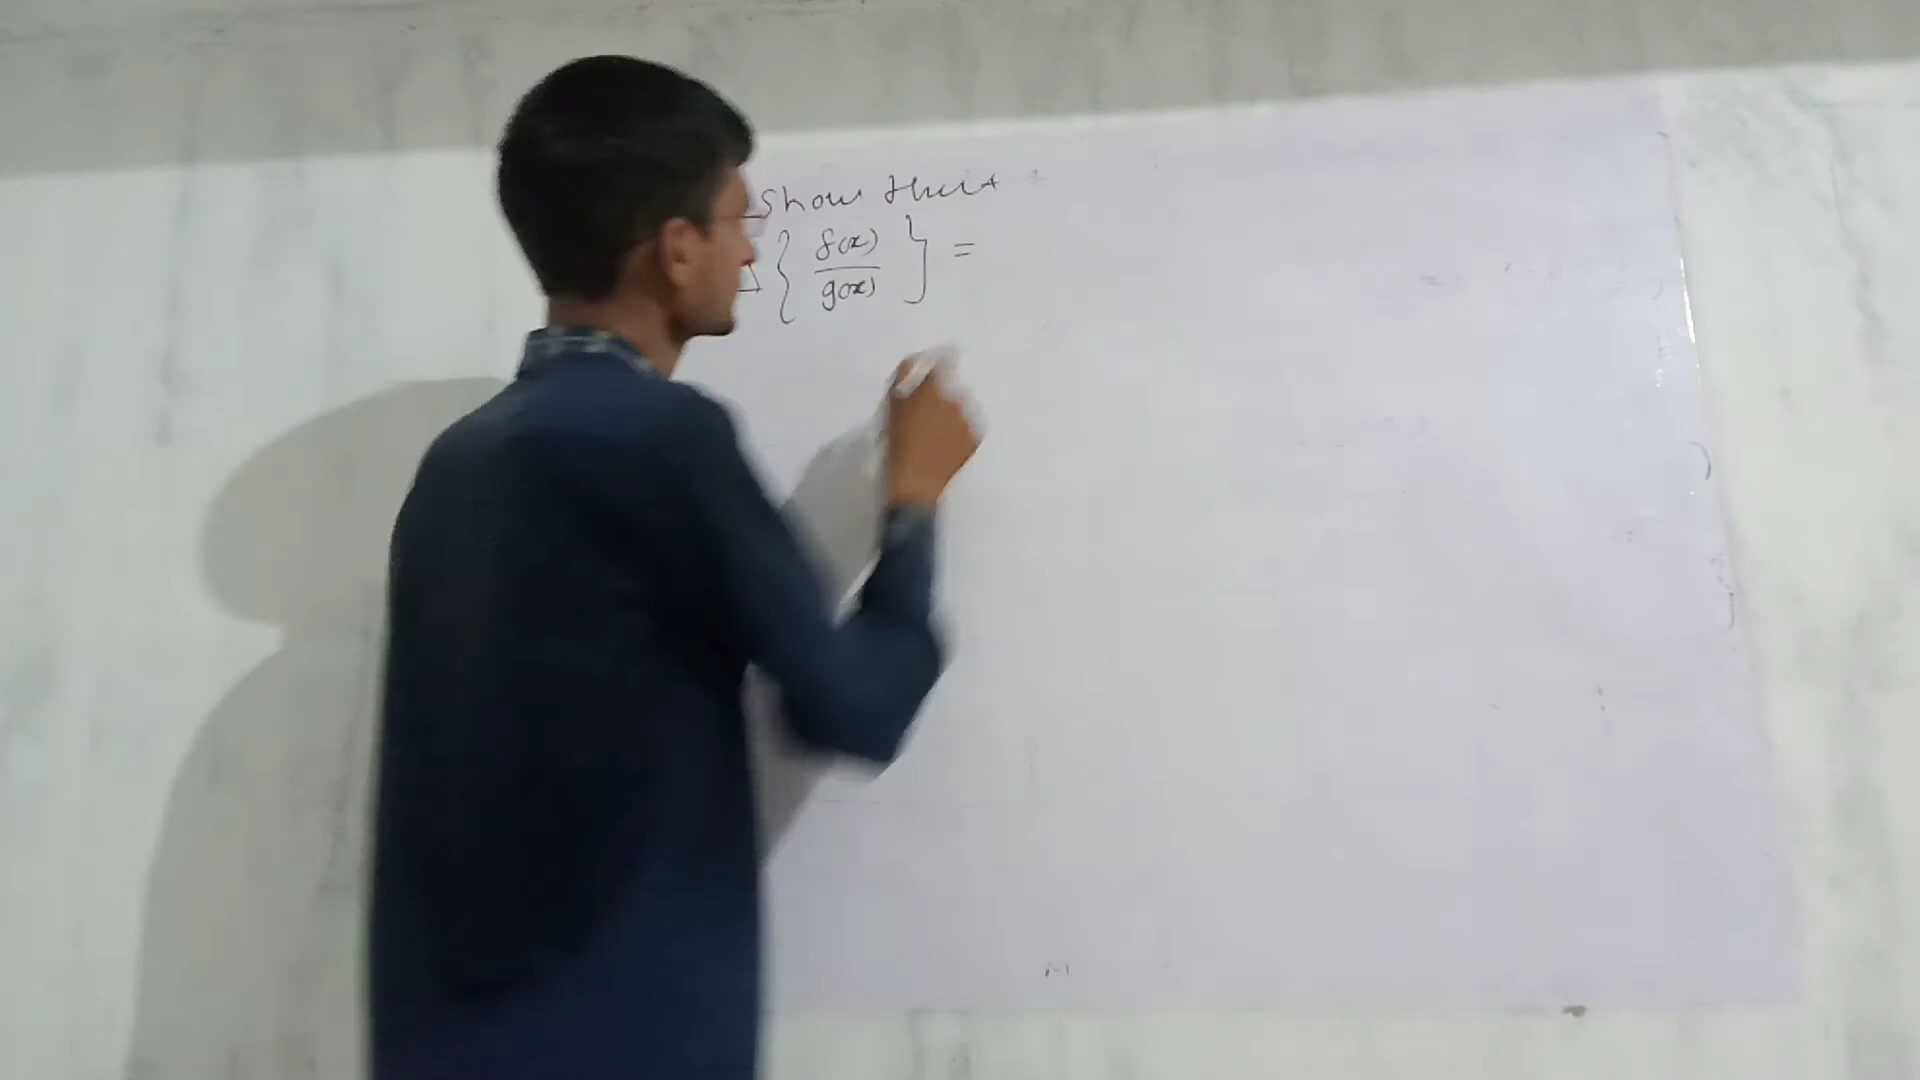 Show that
Δ { f(x) / g(x) } =